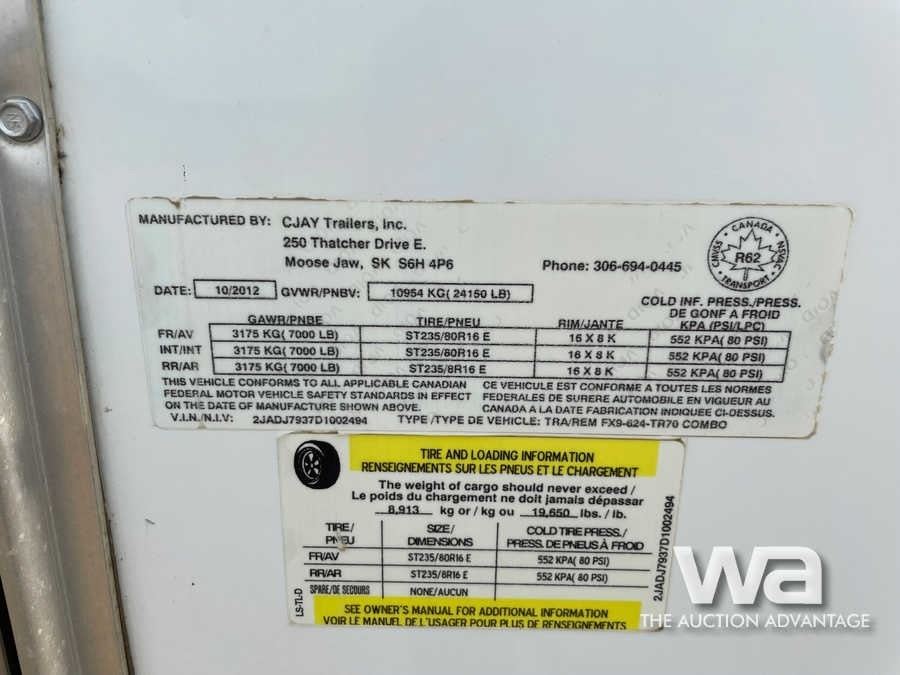 MANUFACTURED BY: CJAY Trailers, Inc.
250 Thatcher Drive E.
Moose Jaw, SK S6H 4P6
Phone: 306-694-0445
CANADA
CMVSS R62 NSVAC
TRANSPORT
DATE: 10/2012 GVWR/PNBV: 10954 KG( 24150 LB)
COLD INF. PRESS./PRESS.
DE GONF A FROID
GAWR/PNBE TIRE/PNEU RIM/JANTE KPA (PSI/LPC)
FR/AV 3175 KG( 7000 LB) ST235/80R16 E 16 X 8 K 552 KPA( 80 PSI)
INT/INT 3175 KG( 7000 LB) ST235/80R16 E 16 X 8 K 552 KPA( 80 PSI)
RR/AR 3175 KG( 7000 LB) ST235/8R16 E 16 X 8 K 552 KPA( 80 PSI)
THIS VEHICLE CONFORMS TO ALL APPLICABLE CANADIAN
FEDERAL MOTOR VEHICLE SAFETY STANDARDS IN EFFECT
ON THE DATE OF MANUFACTURE SHOWN ABOVE.
CE VEHICULE EST CONFORME A TOUTES LES NORMES
FEDERALES DE SURERE AUTOMOBILE EN VIGUEUR AU
CANADA A LA DATE FABRICATION INDIQUEE CI-DESSUS.
V.I.N./N.I.V: 2JADJ7937D1002494 TYPE /TYPE DE VEHICLE: TRA/REM FX9-624-TR70 COMBO
TIRE AND LOADING INFORMATION
RENSEIGNEMENTS SUR LES PNEUS ET LE CHARGEMENT
The weight of cargo should never exceed /
Le poids du chargement ne doit jamais dépassar
8,913 kg or / kg ou 19,650 lbs. / lb.
TIRE/ SIZE/ COLD TIRE PRESS./
PNEU DIMENSIONS PRESS. DE PNEUS À FROID
FR/AV ST235/80R16 E 552 KPA( 80 PSI)
RR/AR ST235/8R16 E 552 KPA( 80 PSI)
SPARE/DE SECOURS NONE/AUCUN
SEE OWNER'S MANUAL FOR ADDITIONAL INFORMATION
VOIR LE MANUEL DE L'USAGER POUR PLUS DE RENSEIGNEMENTS
LS-TL-D
2JADJ7937D1002494
wa
THE AUCTION ADVANTAGE